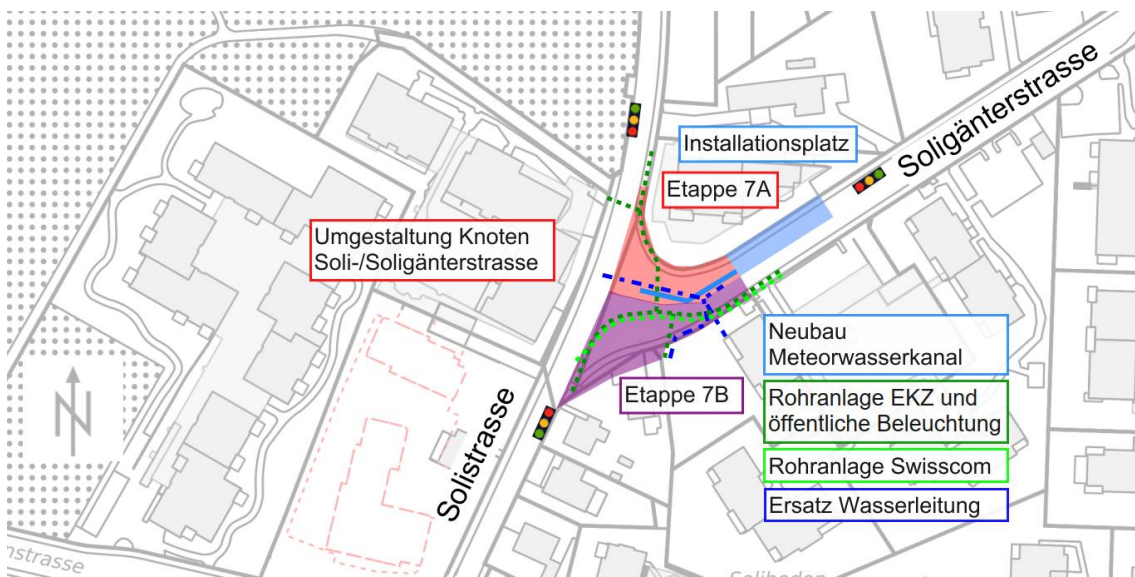 Soligänterstrasse
Installationsplatz
Etappe 7A
Umgestaltung Knoten
Soli-/Soligänterstrasse
Neubau
Meteorwasserkanal
Etappe 7B
Rohranlage EKZ und
öffentliche Beleuchtung
Solistrasse
Rohranlage Swisscom
Ersatz Wasserleitung
N
nstrasse